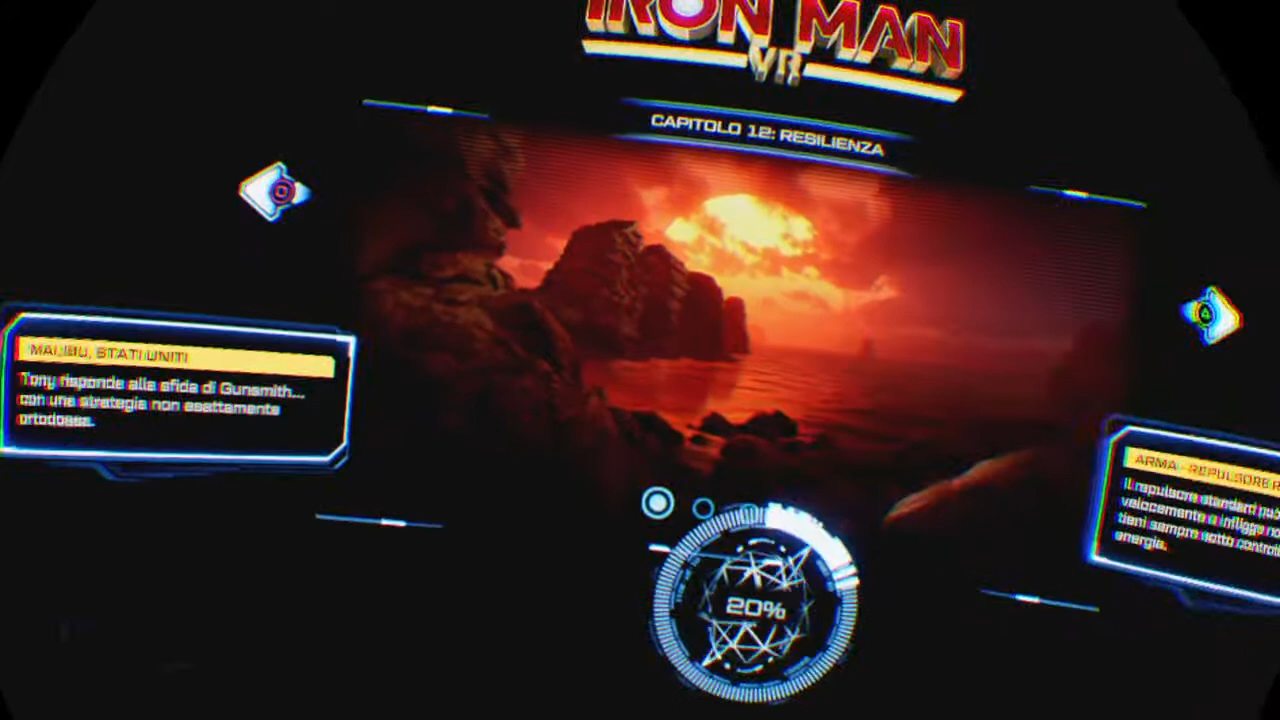 IRON MAN
VR
CAPITOLO 12: RESILIENZA
MALIBU, STATI UNITI
Tony risponde alla sfida di Gunsmith...
con una strategia non esattamente
ortodossa.
ARMA - REPULSORE
Il repulsore standard
velocemente e infligge
tieni sempre sotto
energia.
20%